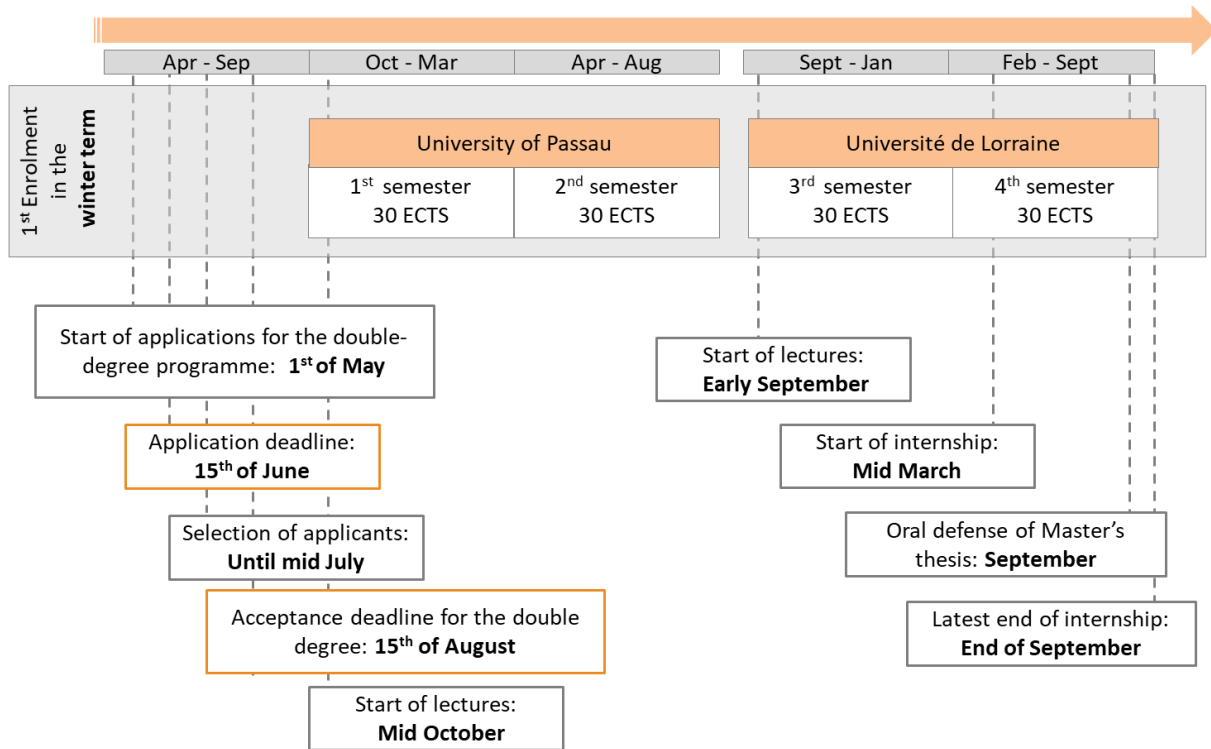 Apr - Sep
Oct - Mar
Apr - Aug
Sept - Jan
Feb - Sept
1st Enrolment
in the
winter term
University of Passau
Université de Lorraine
1st semester
30 ECTS
2nd semester
30 ECTS
3rd semester
30 ECTS
4th semester
30 ECTS
Start of applications for the double-
degree programme: 1st of May
Application deadline:
15th of June
Selection of applicants:
Until mid July
Acceptance deadline for the double
degree: 15th of August
Start of lectures:
Mid October
Start of lectures:
Early September
Start of internship:
Mid March
Oral defense of Master's
thesis: September
Latest end of internship:
End of September